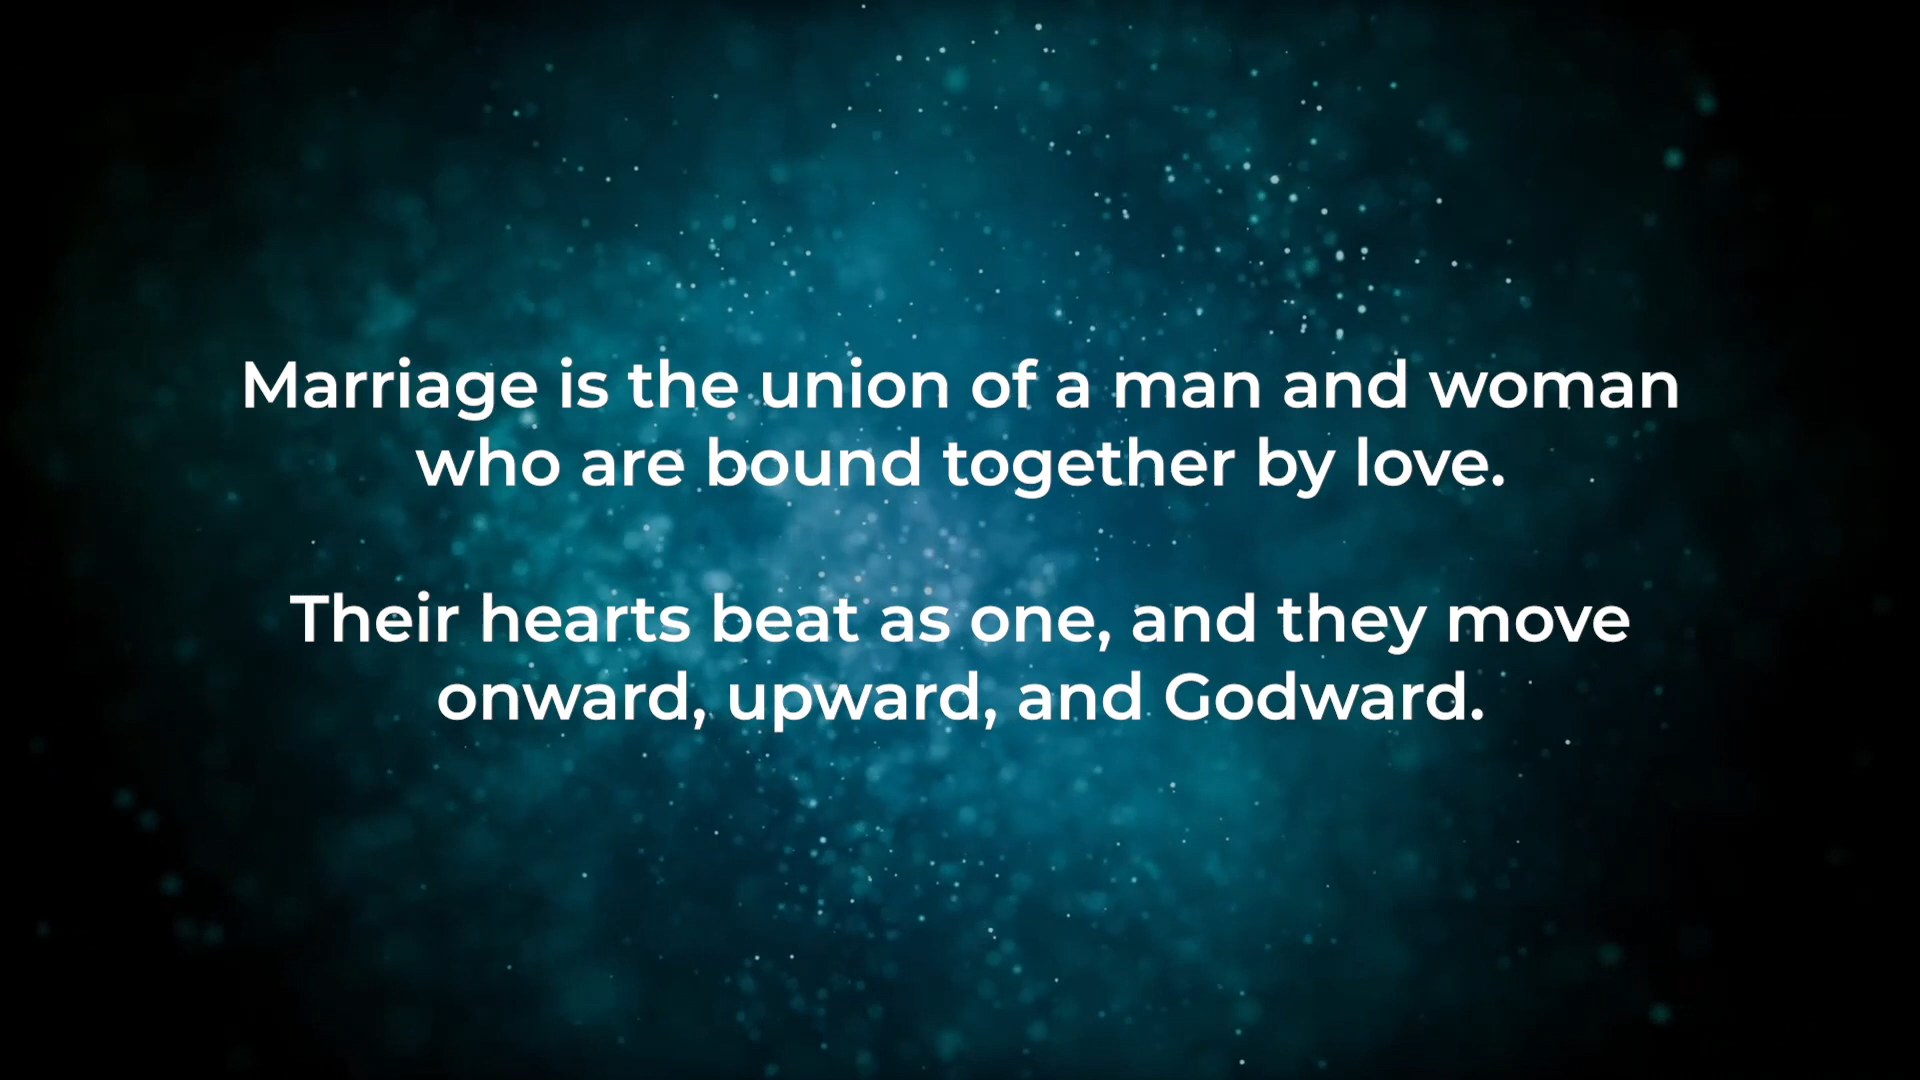 Marriage is the union of a man and woman
who are bound together by love.
Their hearts beat as one, and they move
onward, upward, and Godward.